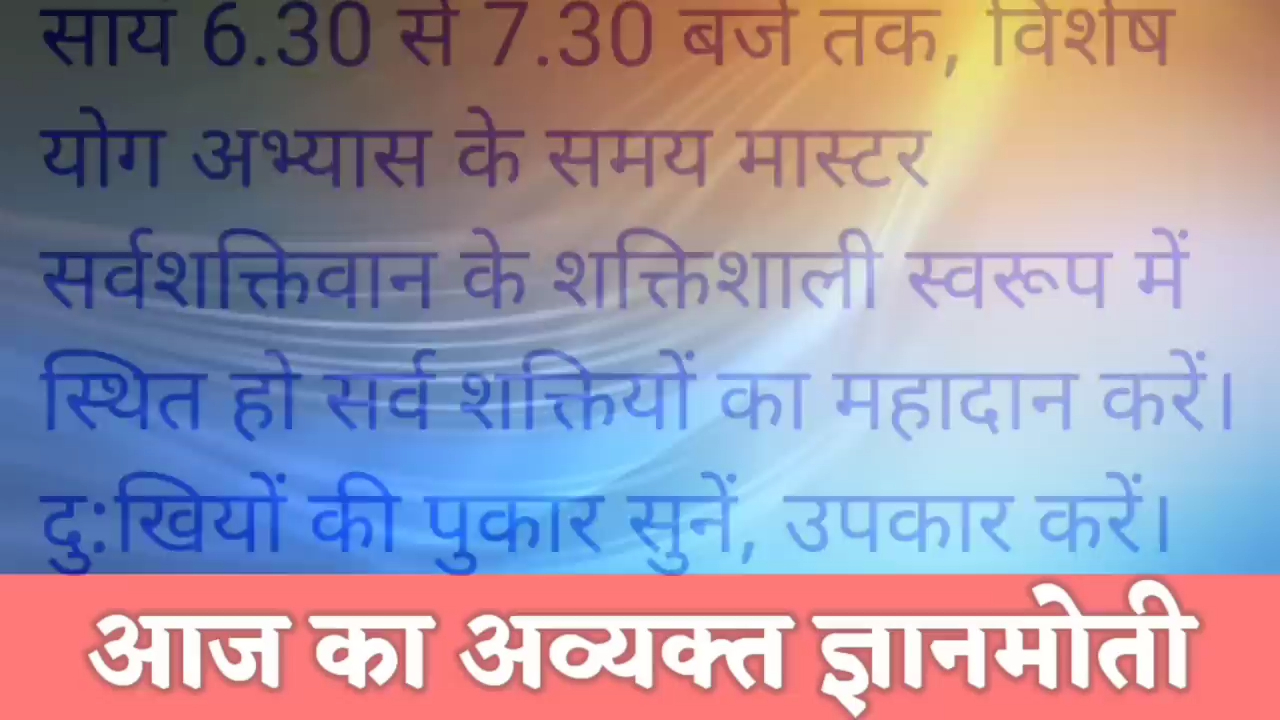 सायं 6.30 से 7.30 बजे तक, विशेष
योग अभ्यास के समय मास्टर
सर्वशक्तिवान के शक्तिशाली स्वरूप में
स्थित हो सर्व शक्तियों का महादान करें।
दु:खियों की पुकार सुनें, उपकार करें।
आज का अव्यक्त ज्ञानमोती